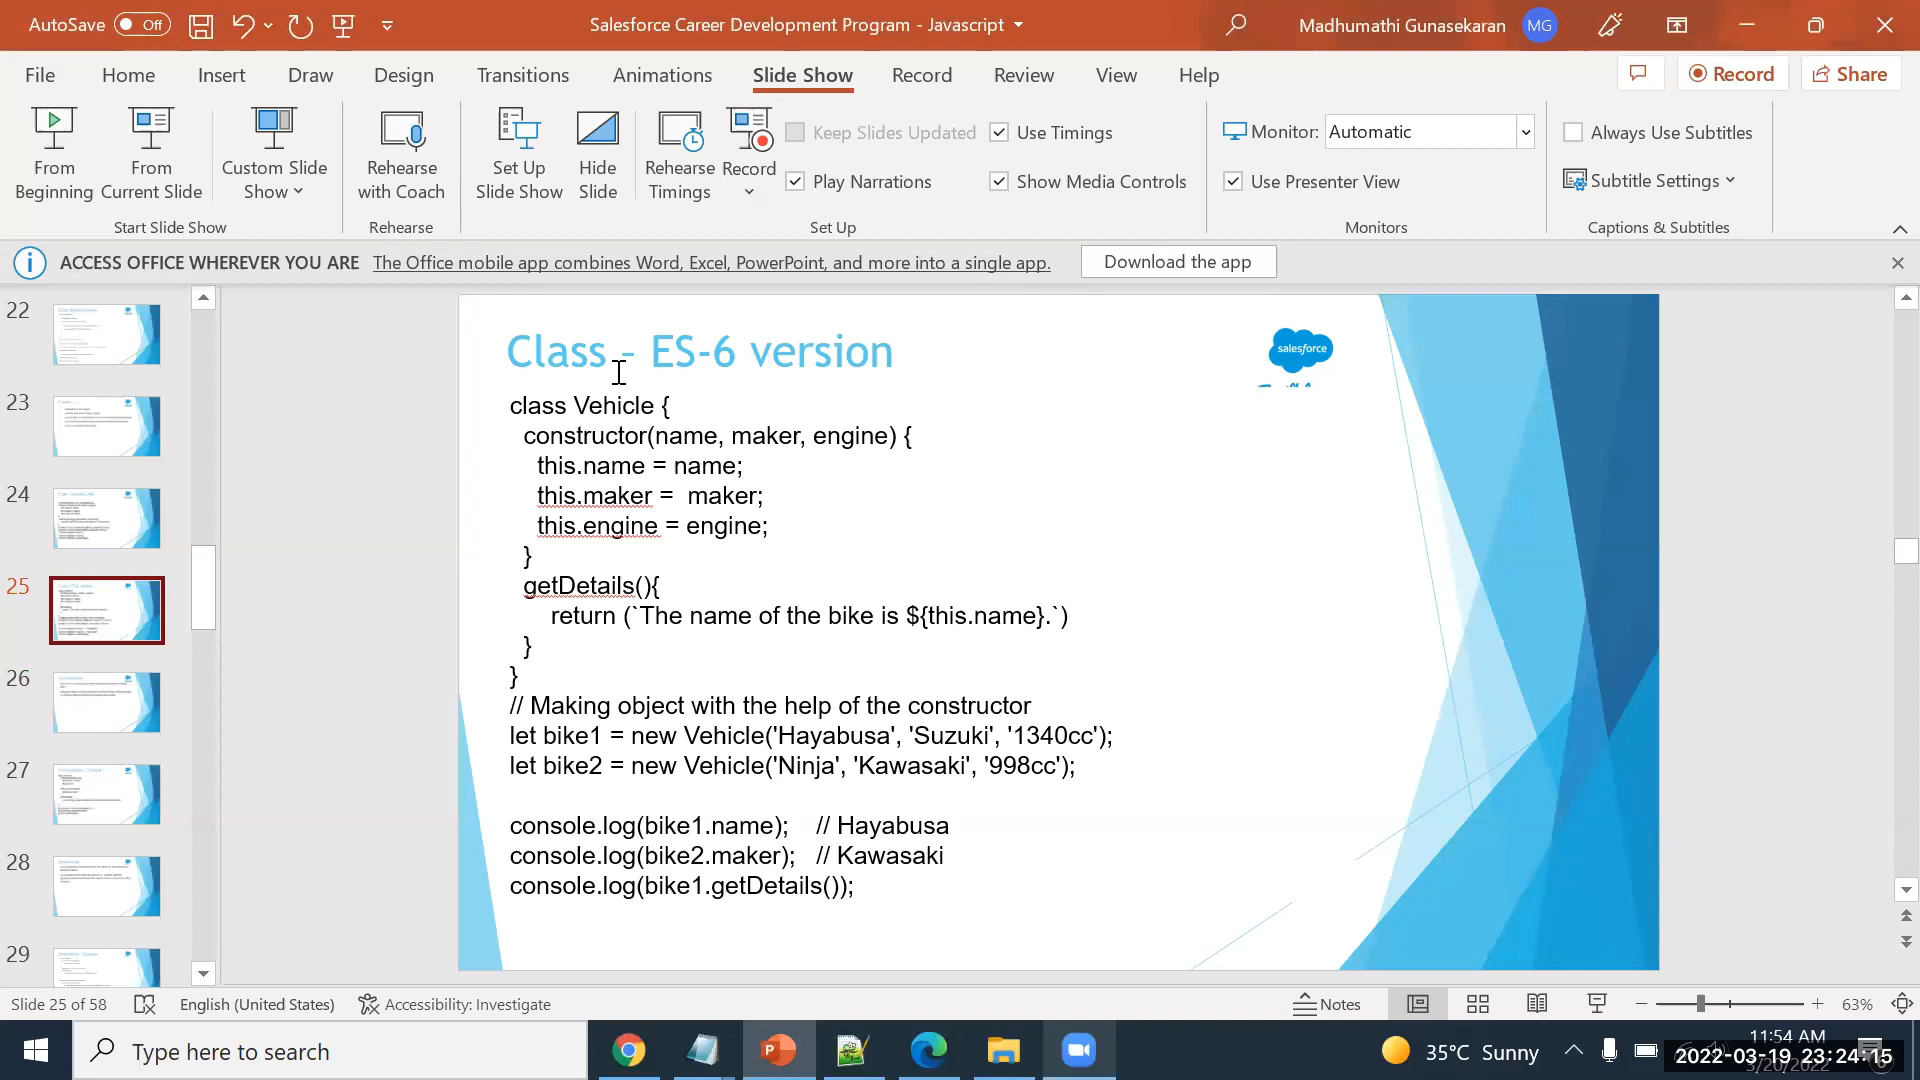 AutoSave Off
Salesforce Career Development Program - Javascript
Madhumathi Gunasekaran MG
File Home Insert Draw Design Transitions Animations Slide Show Record Review View Help
Record
Share
From Beginning
From Current Slide
Custom Slide Show
Rehearse with Coach
Set Up Slide Show
Hide Slide
Rehearse Timings
Record
Keep Slides Updated
Use Timings
Play Narrations
Show Media Controls
Monitor: Automatic
Use Presenter View
Always Use Subtitles
Subtitle Settings
Start Slide Show
Rehearse
Set Up
Monitors
Captions & Subtitles
ACCESS OFFICE WHEREVER YOU ARE The Office mobile app combines Word, Excel, PowerPoint, and more into a single app. Download the app
22
23
24
25
26
27
28
29
Class - ES-6 version
salesforce
class Vehicle {
constructor(name, maker, engine) {
this.name = name;
this.maker =  maker;
this.engine = engine;
}
getDetails(){
return (`The name of the bike is ${this.name}.`)
}
}
// Making object with the help of the constructor
let bike1 = new Vehicle('Hayabusa', 'Suzuki', '1340cc');
let bike2 = new Vehicle('Ninja', 'Kawasaki', '998cc');
console.log(bike1.name);    // Hayabusa
console.log(bike2.maker);   // Kawasaki
console.log(bike1.getDetails());
Slide 25 of 58 English (United States) Accessibility: Investigate
Notes
63%
Type here to search
35°C Sunny
11:54 AM
2022-03-19 23:24:15
3/20/2022